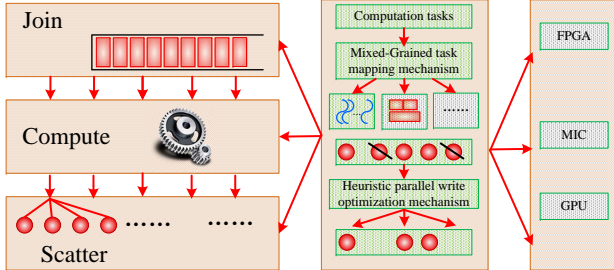 Join
Compute
Scatter
Computation tasks
Mixed-Grained task
mapping mechanism
......
Heuristic parallel write
optimization mechanism
FPGA
MIC
GPU